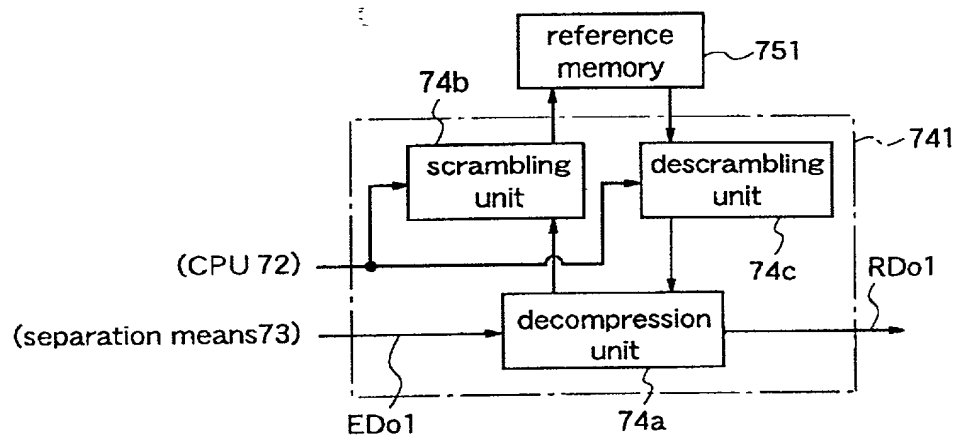 reference
memory
751
74b
741
scrambling
unit
descrambling
unit
(CPU 72)
74c
RDo1
(separation means73)
decompression
unit
EDo1
74a